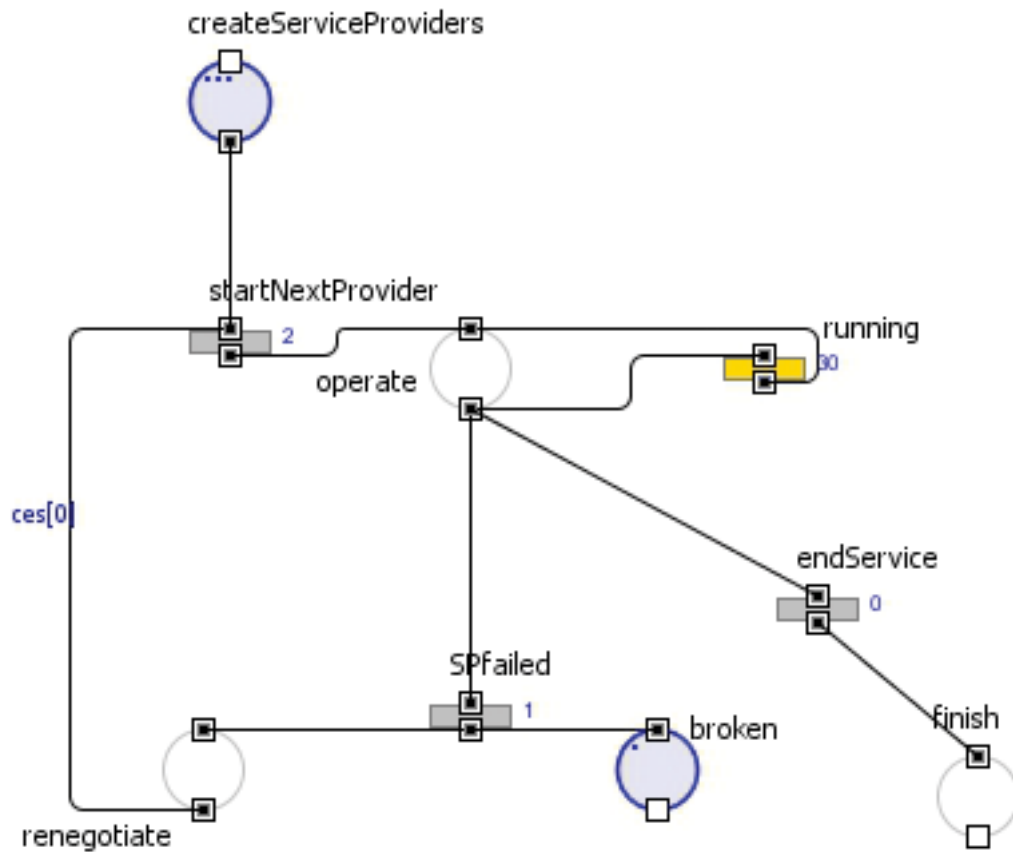 createServiceProviders
startNextProvider
2
running
30
operate
ces[0]
endService
0
SPfailed
1
broken
finish
renegotiate